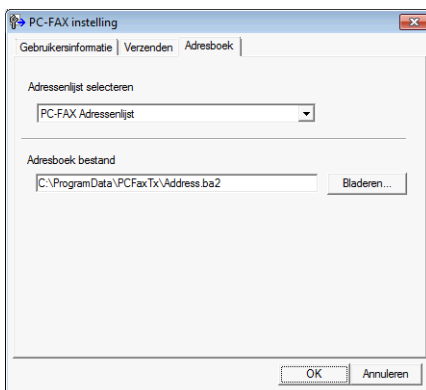 PC-FAX instelling
Gebruikersinformatie Verzenden Adresboek
Adressenlijst selecteren
PC-FAX Adressenlijst
Adresboek bestand
C:\ProgramData\PCFaxTx\Address.ba2 Bladeren...
OK Annuleren